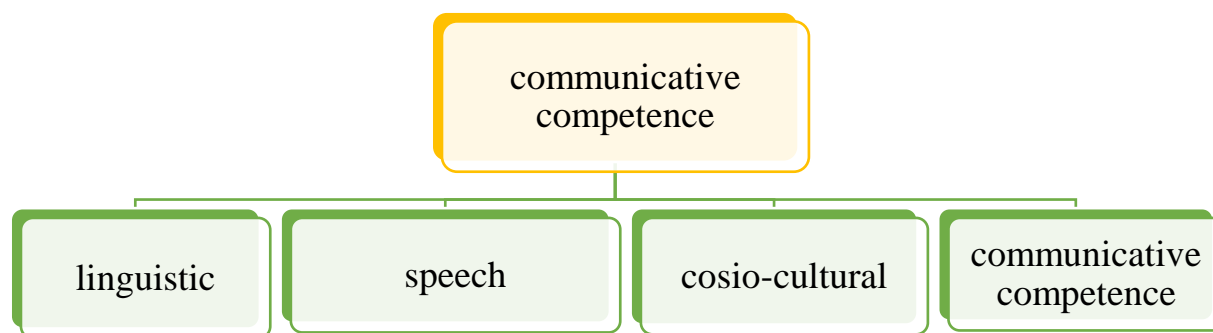 communicative
competence
linguistic
speech
cosio-cultural
communicative
competence